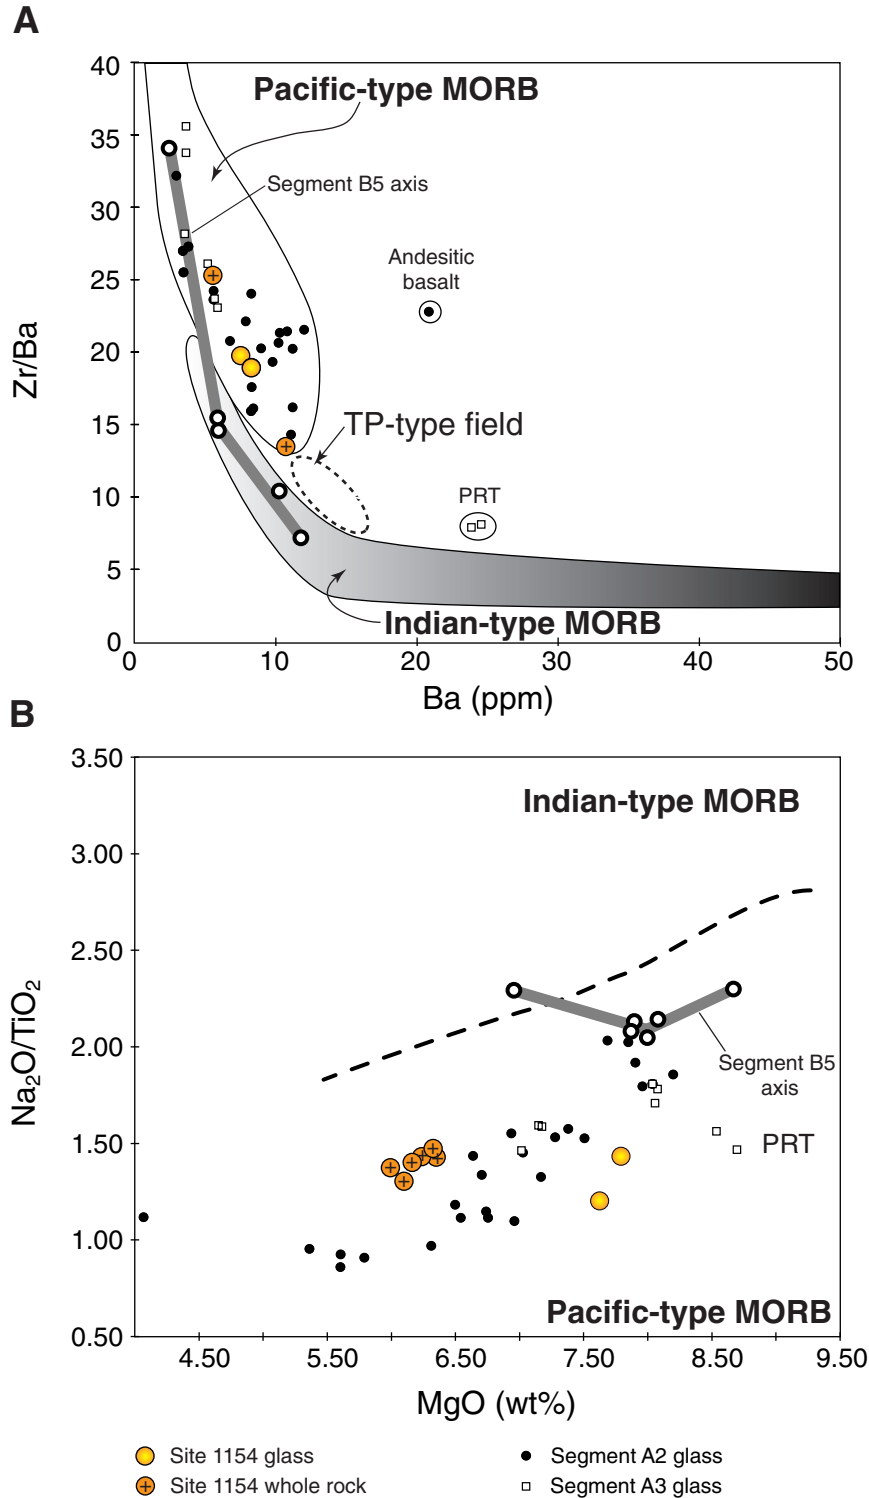 A
40
35
30
25
20
15
10
5
0
Zr/Ba
Pacific-type MORB
Segment B5 axis
Andesitic
basalt
TP-type field
PRT
Indian-type MORB
0 10 20 30 40 50
Ba (ppm)
B
3.50
3.00
2.50
2.00
1.50
1.00
0.50
Na₂O/TiO₂
Indian-type MORB
Segment B5
axis
PRT
Pacific-type MORB
4.50 5.50 6.50 7.50 8.50 9.50
MgO (wt%)
Site 1154 glass
Site 1154 whole rock
Segment A2 glass
Segment A3 glass